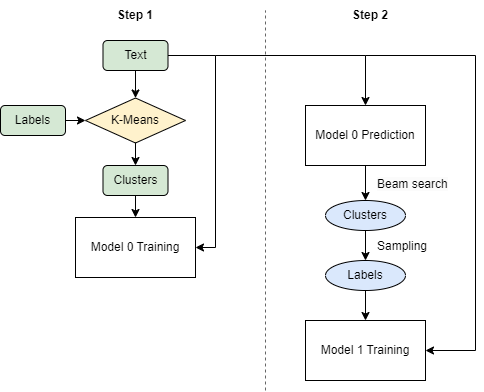 Step 1
Step 2
Text
Labels
K-Means
Clusters
Model 0 Training
Model 0 Prediction
Beam search
Clusters
Sampling
Labels
Model 1 Training